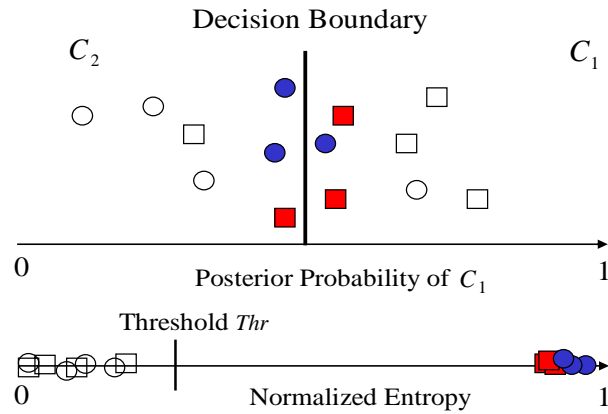 Decision Boundary
C₂ C₁
0 Posterior Probability of C₁ 1
Threshold Thr
0 Normalized Entropy 1